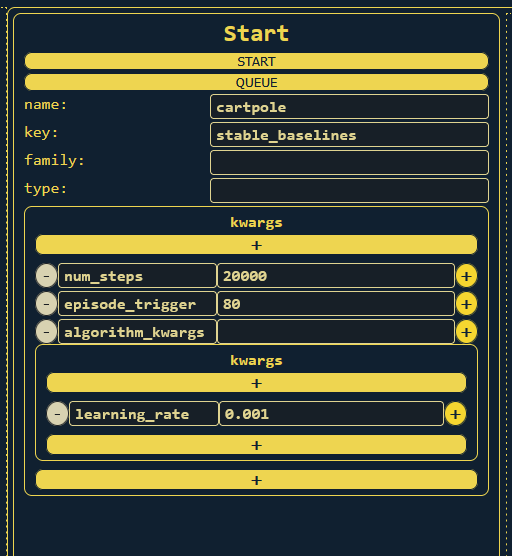 Start
START
QUEUE
name: cartpole
key: stable_baselines
family:
type:
kwargs
+
- num_steps 20000 +
- episode_trigger 80 +
- algorithm_kwargs +
kwargs
+
- learning_rate 0.001 +
+
+